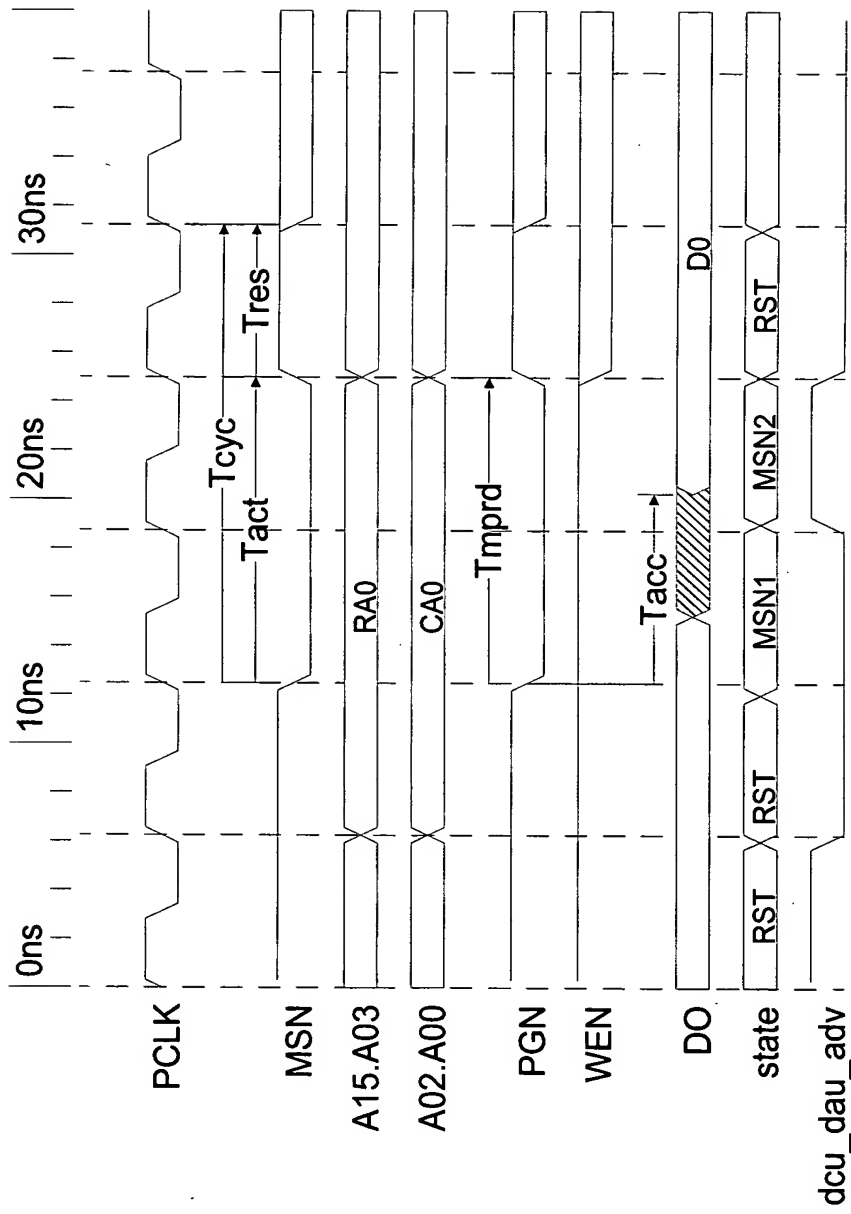 0ns
10ns
20ns
30ns
PCLK
Tcyc
Tact
Tres
MSN
A15.A03
RA0
A02.A00
CA0
Tmprd
PGN
WEN
Tacc
DO
D0
state
RST
RST
MSN1
MSN2
RST
dcu_dau_adv